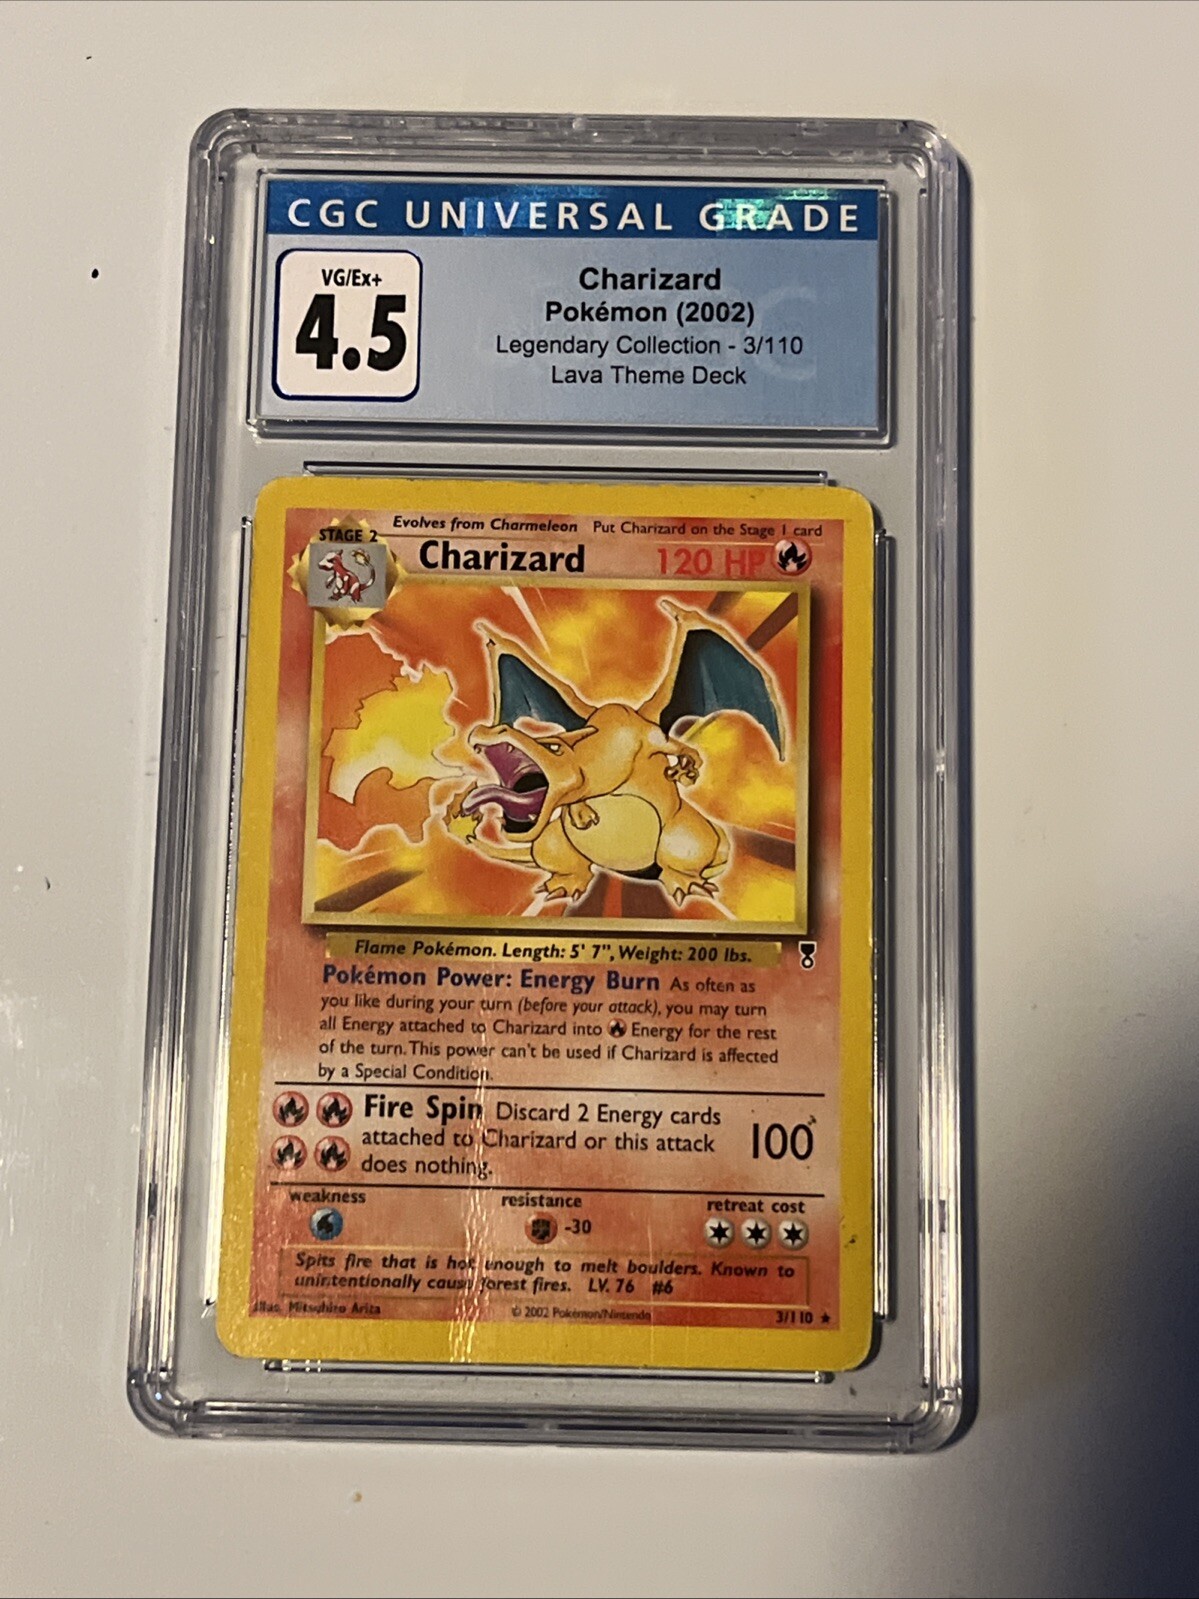 CGC UNIVERSAL GRADE
VG/Ex+
4.5
Charizard
Pokémon (2002)
Legendary Collection - 3/110
Lava Theme Deck
Evolves from Charmeleon Put Charizard on the Stage 1 card
STAGE 2
Charizard 120 HP
Flame Pokémon. Length: 5' 7", Weight: 200 lbs.
Pokémon Power: Energy Burn As often as
you like during your turn (before your attack), you may turn
all Energy attached to Charizard into Energy for the rest
of the turn. This power can't be used if Charizard is affected
by a Special Condition.
Fire Spin Discard 2 Energy cards
attached to Charizard or this attack
does nothing.
100
weakness resistance retreat cost
-30
Spits fire that is hot enough to melt boulders. Known to
unintentionally cause forest fires. LV. 76 #6
Illus. Mitsuhiro Arita © 2002 Pokémon/Nintendo 3/110 ★